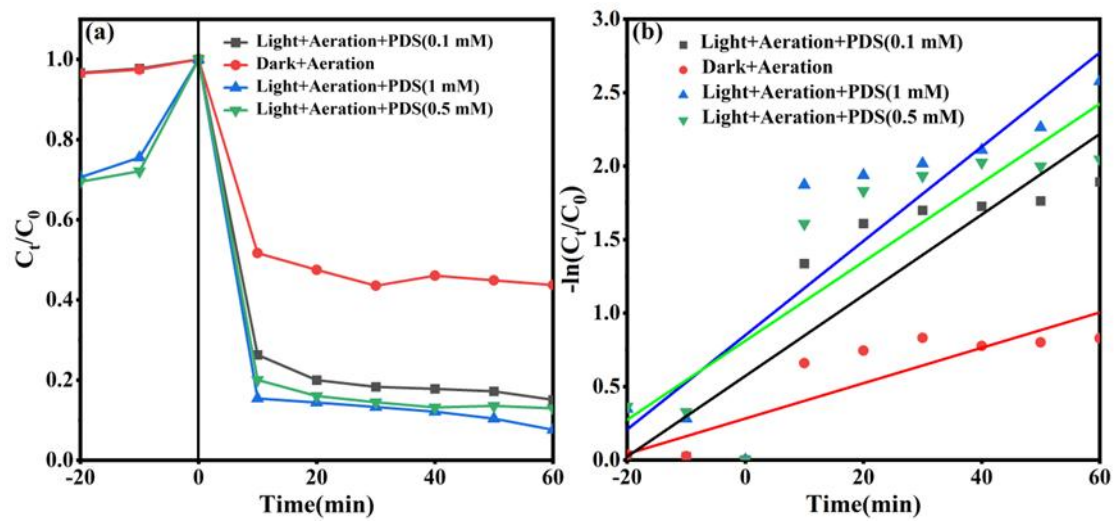 (a)
Light+Aeration+PDS(0.1 mM)
Dark+Aeration
Light+Aeration+PDS(1 mM)
Light+Aeration+PDS(0.5 mM)
Cₜ/C₀
1.0
0.8
0.6
0.4
0.2
0.0
-20 0 20 40 60
Time(min)
(b)
Light+Aeration+PDS(0.1 mM)
Dark+Aeration
Light+Aeration+PDS(1 mM)
Light+Aeration+PDS(0.5 mM)
-ln(Cₜ/C₀)
3.0
2.5
2.0
1.5
1.0
0.5
0.0
-20 0 20 40 60
Time(min)